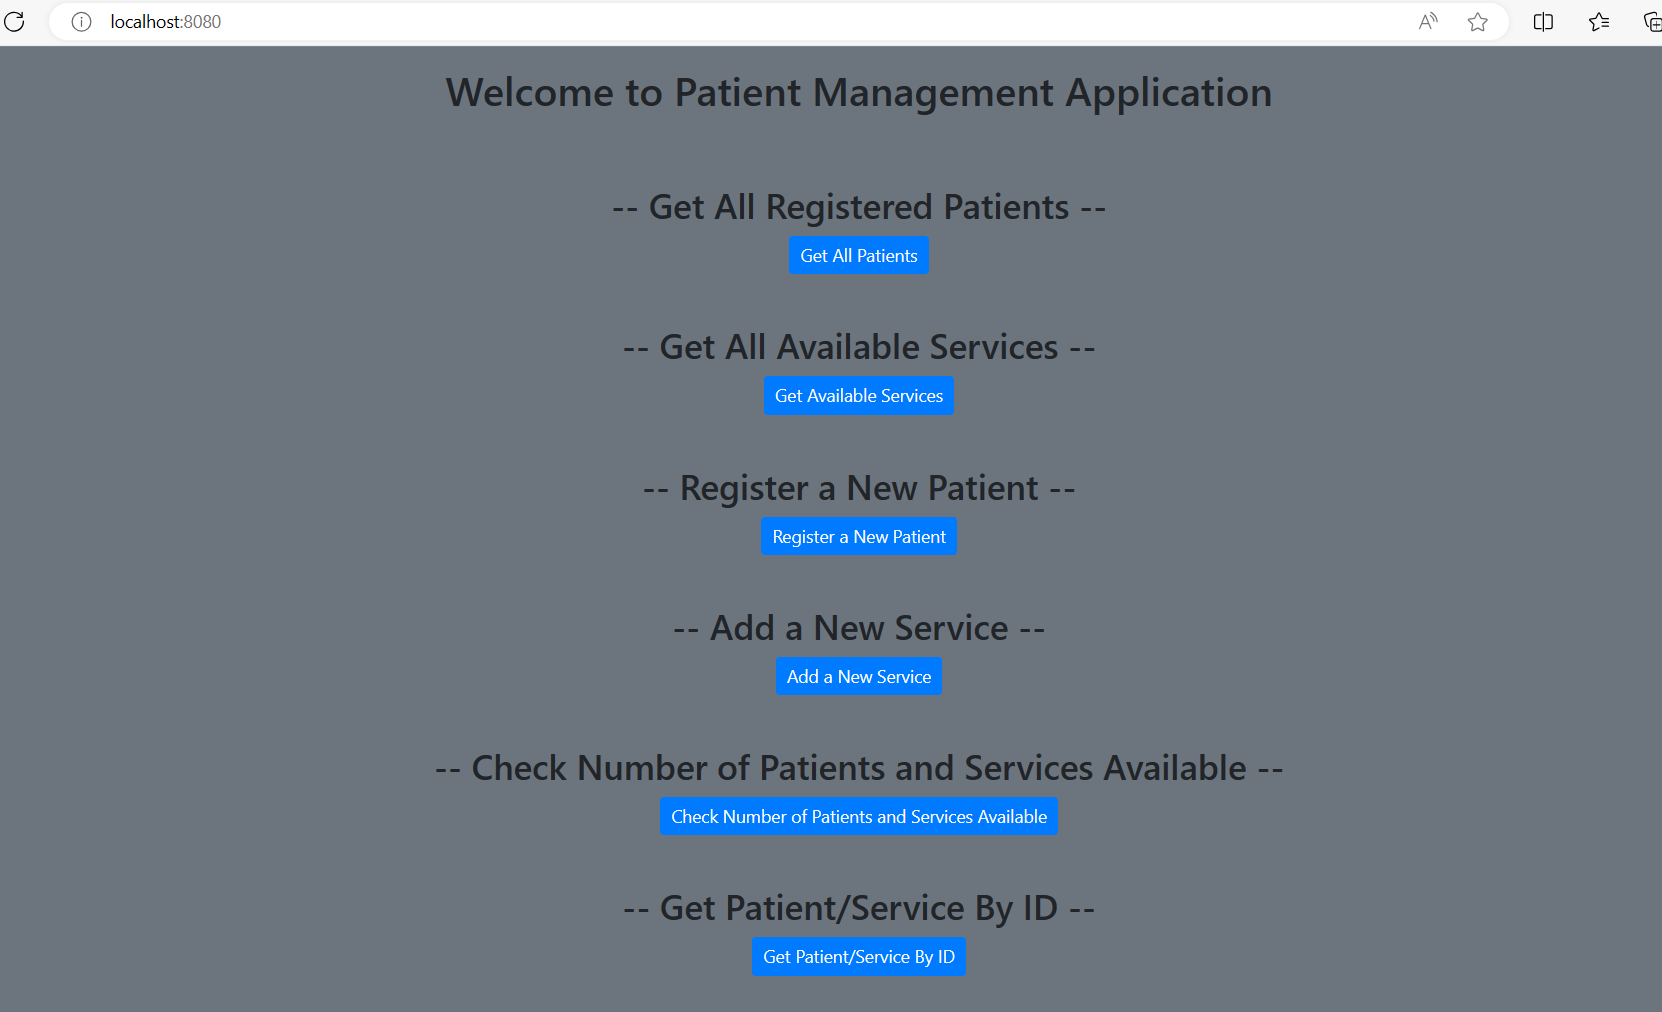 localhost:8080
Welcome to Patient Management Application
-- Get All Registered Patients --
Get All Patients
-- Get All Available Services --
Get Available Services
-- Register a New Patient --
Register a New Patient
-- Add a New Service --
Add a New Service
-- Check Number of Patients and Services Available --
Check Number of Patients and Services Available
-- Get Patient/Service By ID --
Get Patient/Service By ID